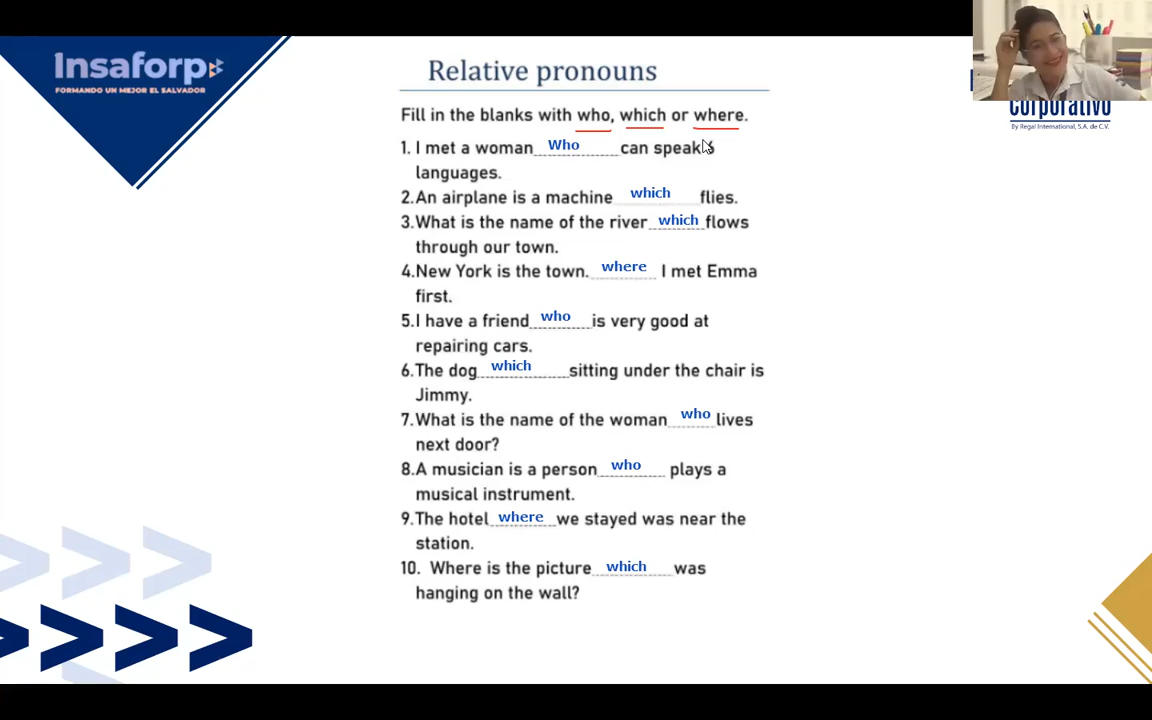 Insaforp
FORMANDO UN MEJOR EL SALVADOR
corporativo
By Regal International, S.A. de C.V.
Relative pronouns
Fill in the blanks with who, which or where.
1. I met a woman Who can speak 6
languages.
2.An airplane is a machine which flies.
3.What is the name of the river which flows
through our town.
4.New York is the town. where I met Emma
first.
5.I have a friend who is very good at
repairing cars.
6.The dog which sitting under the chair is
Jimmy.
7.What is the name of the woman who lives
next door?
8.A musician is a person who plays a
musical instrument.
9.The hotel where we stayed was near the
station.
10. Where is the picture which was
hanging on the wall?